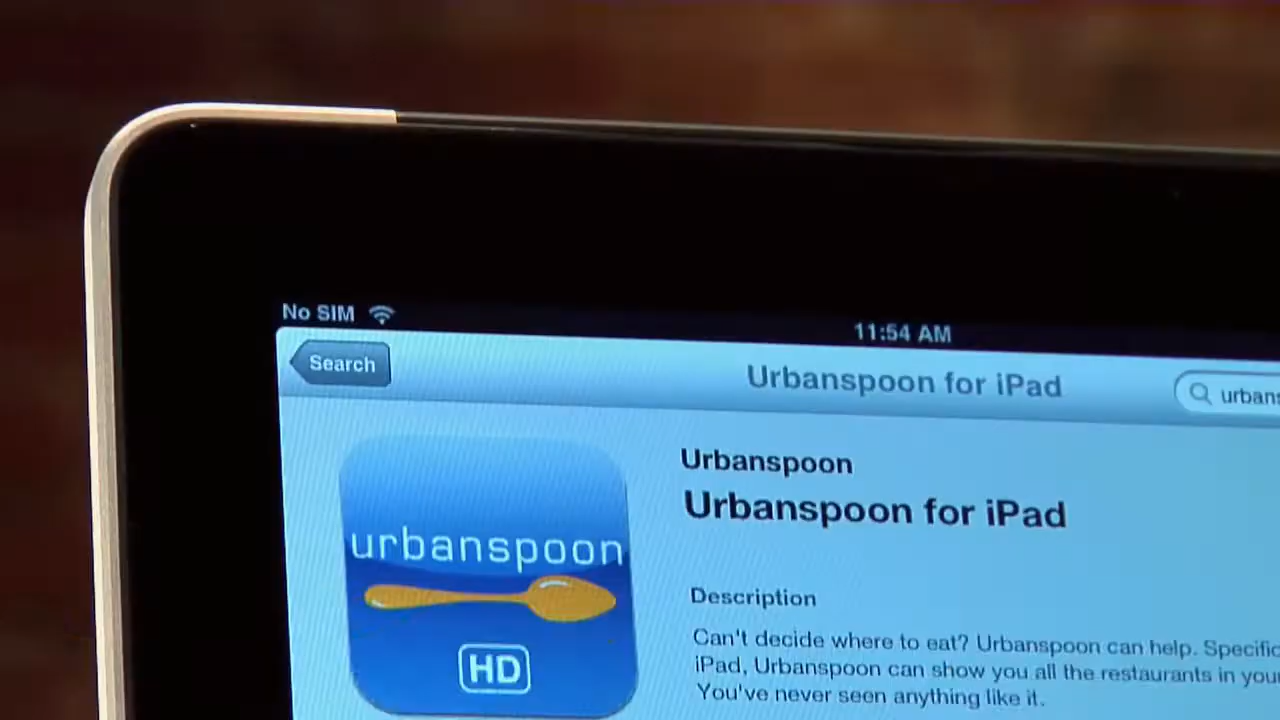 No SIM
11:54 AM
Search
Urbanspoon for iPad
urbans
Urbanspoon
Urbanspoon for iPad
urbanspoon
HD
Description
Can't decide where to eat? Urbanspoon can help. Specific
iPad, Urbanspoon can show you all the restaurants in your
You've never seen anything like it.